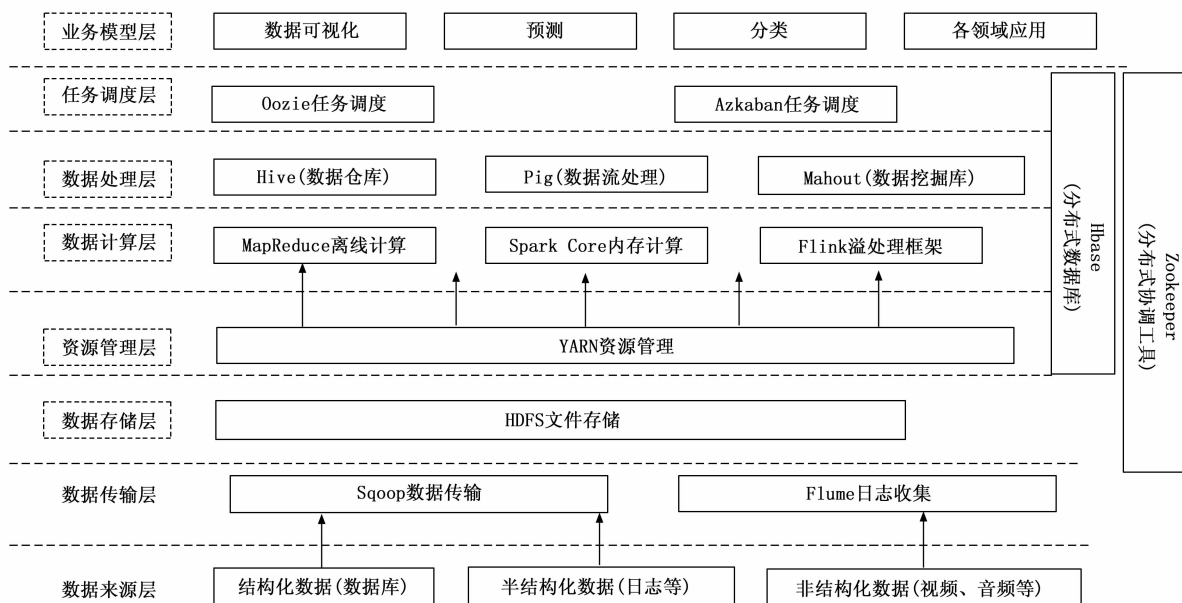 业务模型层 数据可视化 预测 分类 各领域应用
任务调度层 Oozie任务调度 Azkaban任务调度
数据处理层 Hive(数据仓库) Pig(数据流处理) Mahout(数据挖掘库)
数据计算层 MapReduce离线计算 Spark Core内存计算 Flink溢处理框架
资源管理层 YARN资源管理
数据存储层 HDFS文件存储
数据传输层 Sqoop数据传输 Flume日志收集
数据来源层 结构化数据(数据库) 半结构化数据(日志等) 非结构化数据(视频、音频等)
Hbase
(分布式数据库)
Zookeeper
(分布式协调工具)